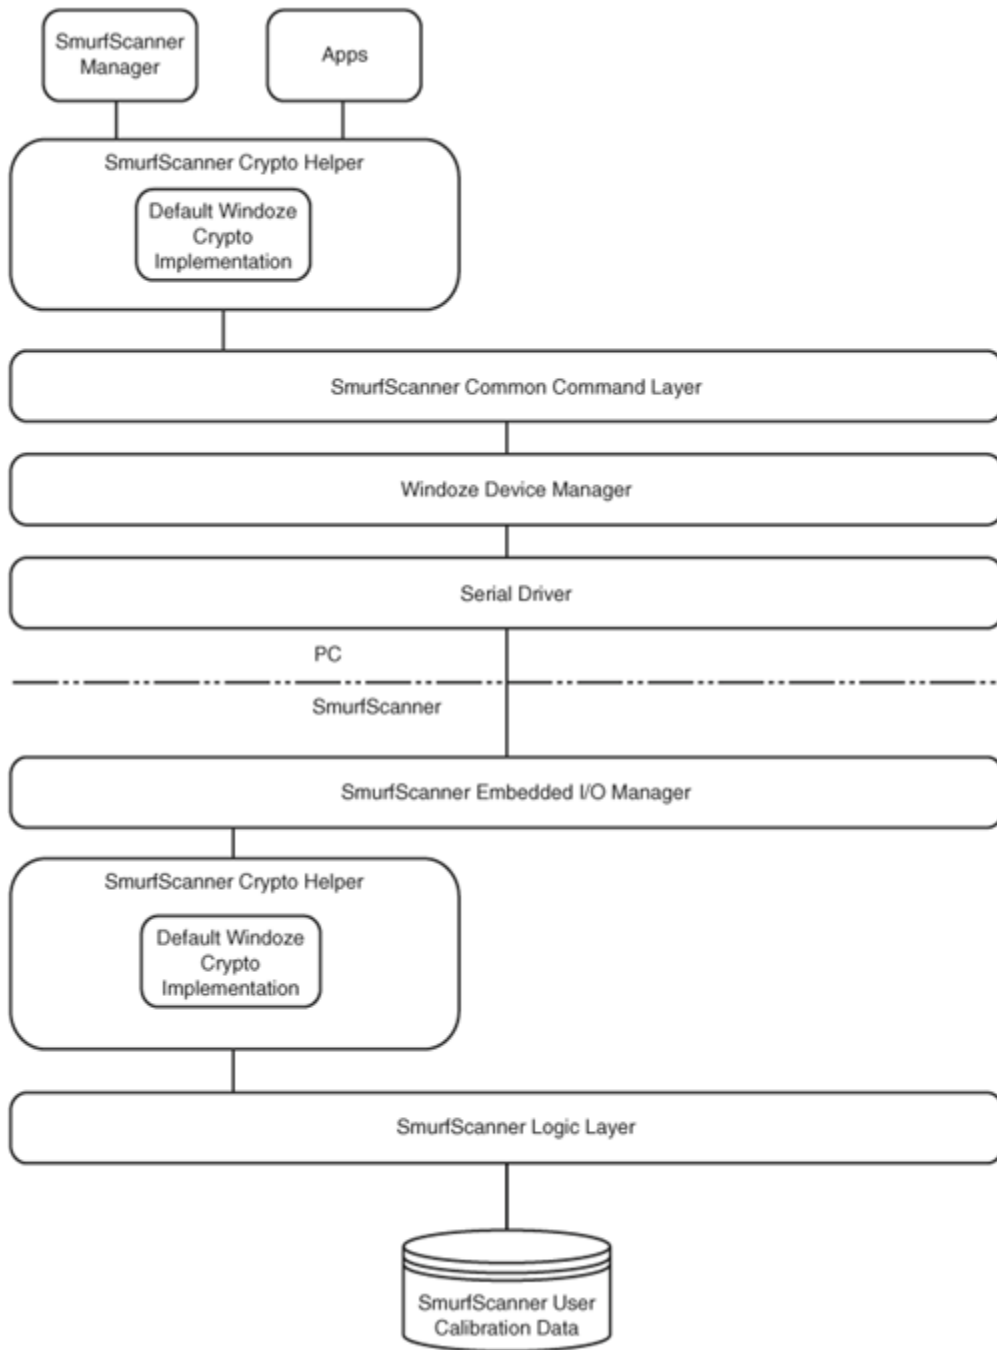 SmurfScanner
Manager
Apps
SmurfScanner Crypto Helper
Default Windoze
Crypto
Implementation
SmurfScanner Common Command Layer
Windoze Device Manager
Serial Driver
PC
SmurfScanner
SmurfScanner Embedded I/O Manager
SmurfScanner Crypto Helper
Default Windoze
Crypto
Implementation
SmurfScanner Logic Layer
SmurfScanner User
Calibration Data